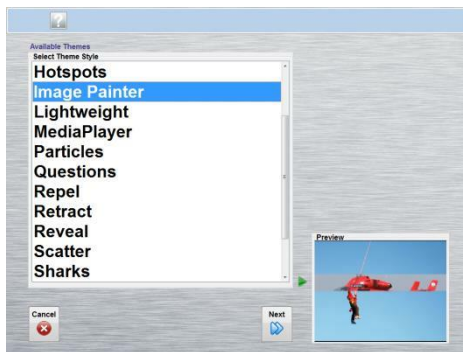 ?
Available Themes
Select Theme Style
Hotspots
Image Painter
Lightweight
MediaPlayer
Particles
Questions
Repel
Retract
Reveal
Scatter
Sharks
Preview
Cancel
Next